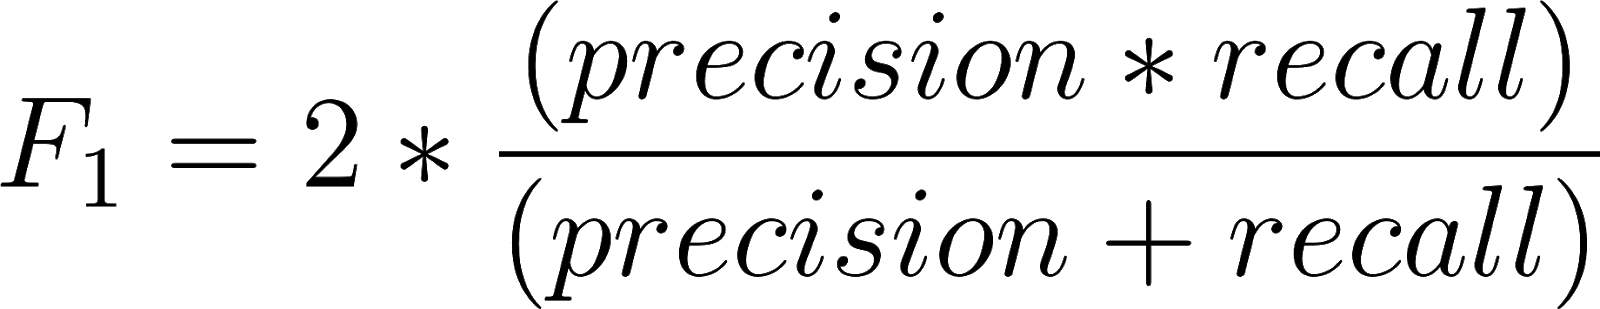 F₁ = 2 * (precision * recall) / (precision + recall)